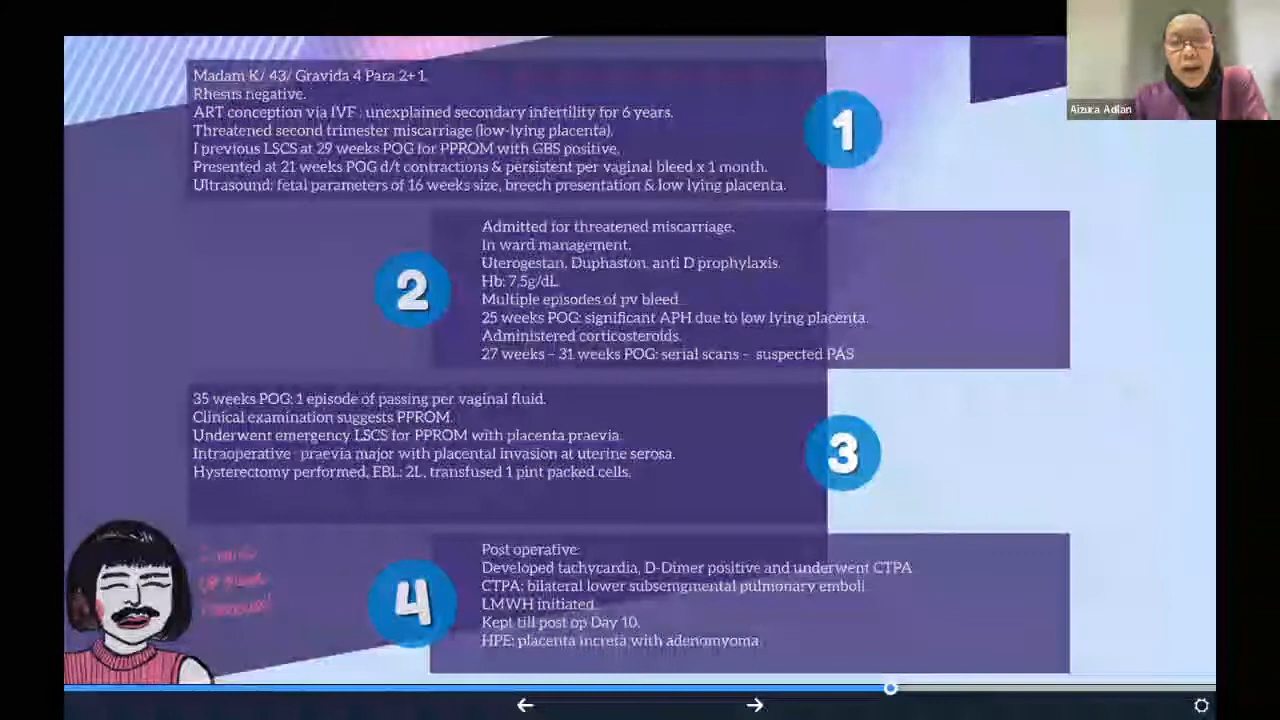 Aizura Adlan
Madam K/ 43/ Gravida 4 Para 2+1.
Rhesus negative.
ART conception via IVF : unexplained secondary infertility for 6 years.
Threatened second trimester miscarriage (low-lying placenta).
1 previous LSCS at 29 weeks POG for PPROM with GBS positive.
Presented at 21 weeks POG d/t contractions & persistent per vaginal bleed x 1 month.
Ultrasound: fetal parameters of 16 weeks size, breech presentation & low lying placenta.
1
Admitted for threatened miscarriage.
In ward management.
Uterogestan, Duphaston, anti D prophylaxis.
Hb: 7.5g/dL
Multiple episodes of pv bleed
25 weeks POG: significant APH due to low lying placenta.
Administered corticosteroids.
27 weeks – 31 weeks POG: serial scans – suspected PAS
2
35 weeks POG: 1 episode of passing per vaginal fluid.
Clinical examination suggests PPROM.
Underwent emergency LSCS for PPROM with placenta praevia.
Intraoperative : praevia major with placental invasion at uterine serosa.
Hysterectomy performed, EBL: 2L, transfused 1 pint packed cells.
3
Post operative:
Developed tachycardia, D-Dimer positive and underwent CTPA
CTPA: bilateral lower subsemgmental pulmonary emboli
LMWH initiated.
Kept till post op Day 10.
HPE: placenta increta with adenomyoma
4